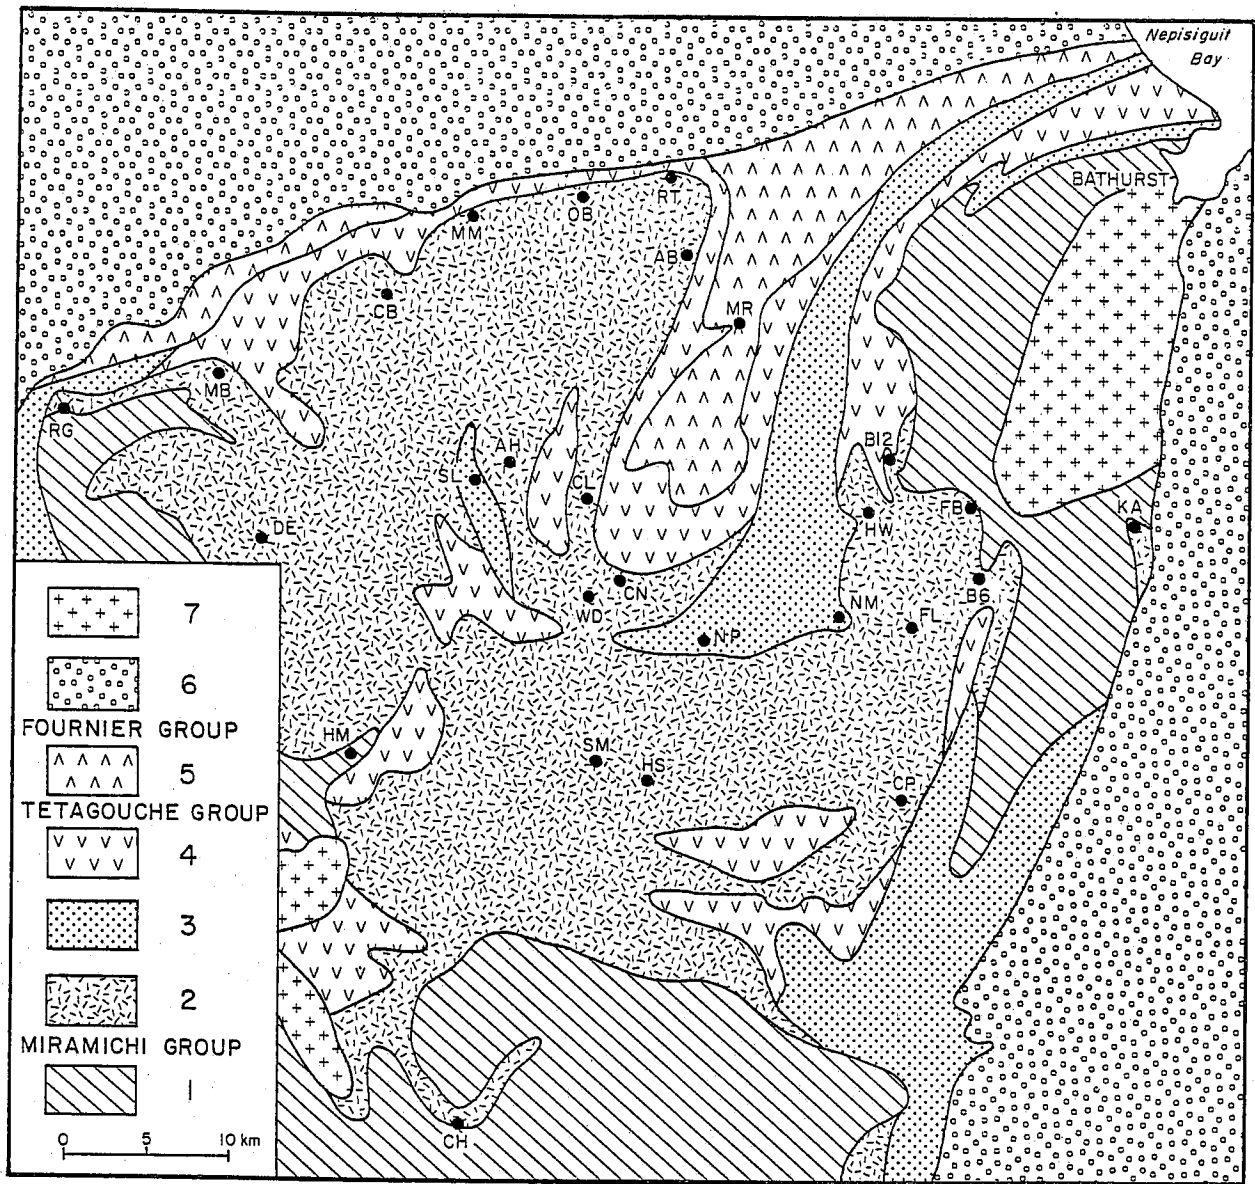 Nepisiguit
Bay
BATHURST
RT
OB
MM
AB
CB
MR
MB
RG
AH
SL
CL
B12
HW
FB
KA
DE
CN
WD
B6
NM
FL
NP
HM
SM
HS
CP
CH
7
6
FOURNIER GROUP
5
TETAGOUCHE GROUP
4
3
2
MIRAMICHI GROUP
1
0 5 10 km